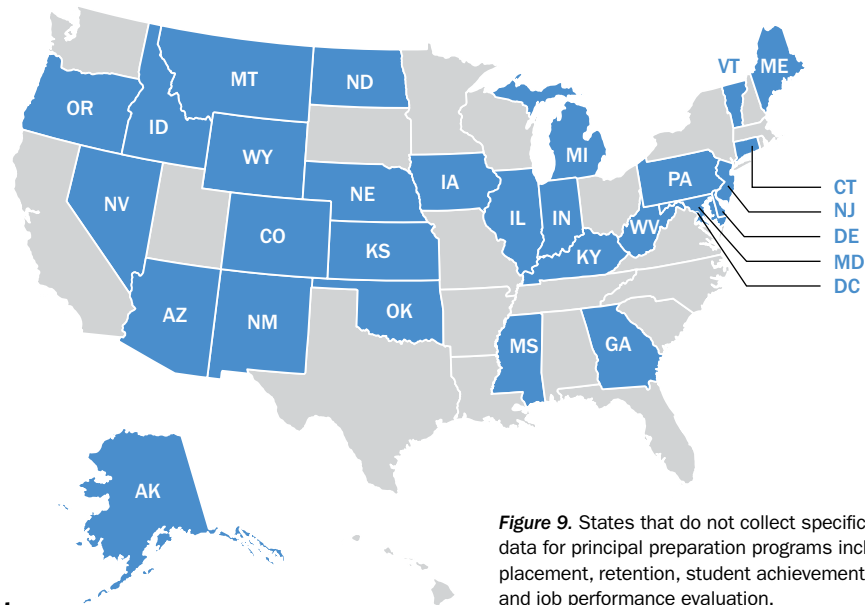 VT ME
MT ND
OR
ID
WY
MI
NE IA PA
NV
CT
IL IN
NJ
CO WV
DE
KS KY
MD
DC
AZ NM OK
MS GA
AK
Figure 9. States that do not collect specific
data for principal preparation programs incl
placement, retention, student achievement
and job performance evaluation.